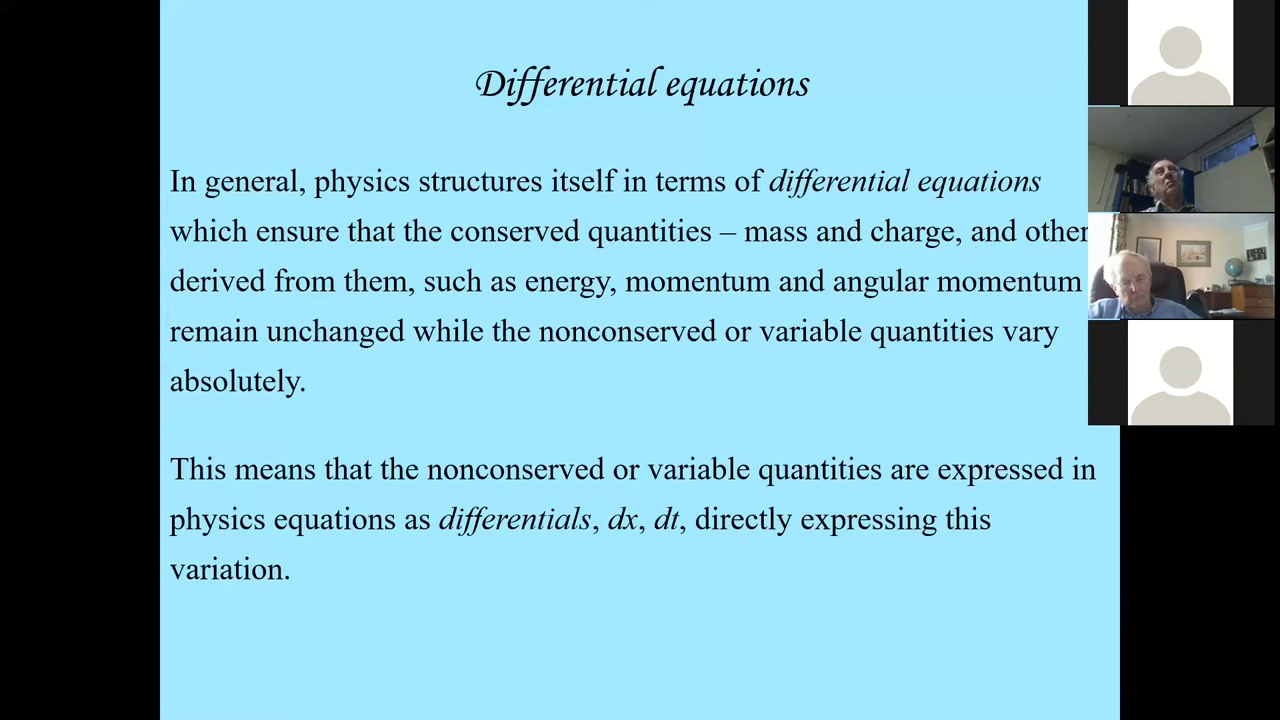 Differential equations
In general, physics structures itself in terms of differential equations
which ensure that the conserved quantities – mass and charge, and other
derived from them, such as energy, momentum and angular momentum
remain unchanged while the nonconserved or variable quantities vary
absolutely.
This means that the nonconserved or variable quantities are expressed in
physics equations as differentials, dx, dt, directly expressing this
variation.